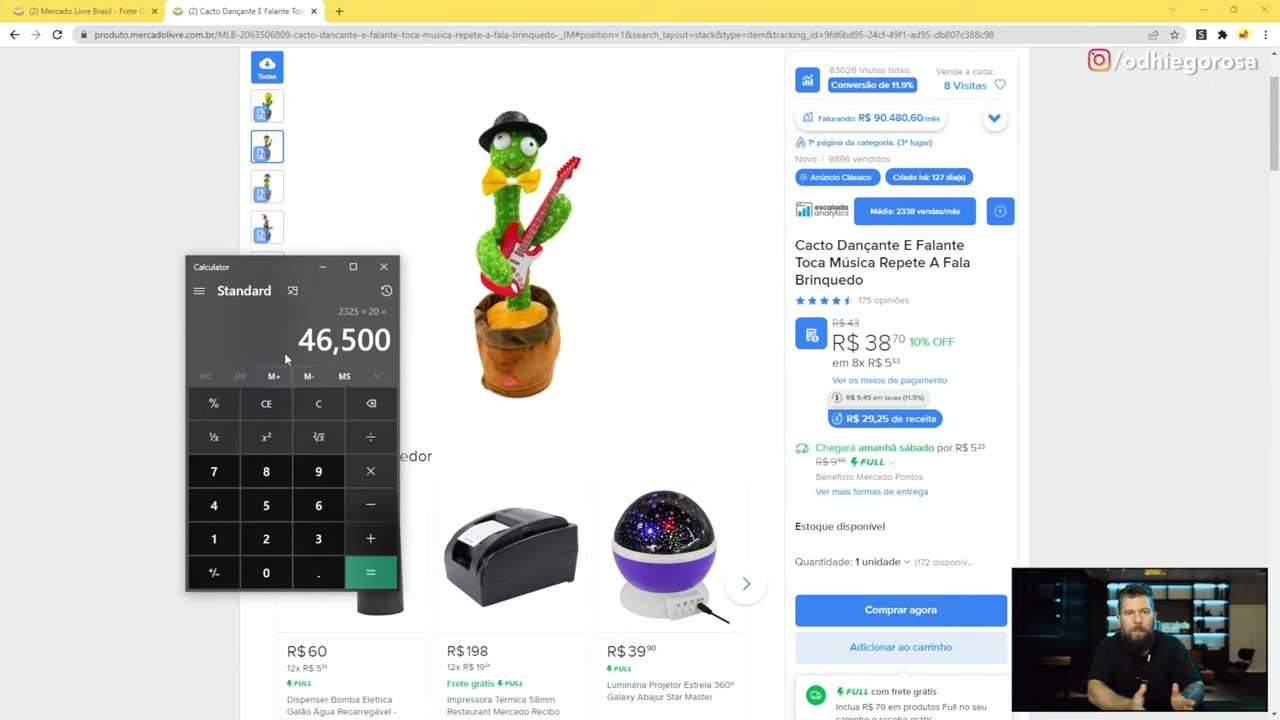 (2) Mercado Livre Brasil - Frete G
(2) Cacto Dançante E Falante Toc
produto.mercadolivre.com.br/MLB-2063506809-cacto-dancante-e-falante-toca-musica-repete-a-fala-brinquedo-_JM#position=1&search_layout=stack&type=item&tracking_id=9fd6bd95-24cf-49f1-ad95-db807c388c98
/odhiegorosa
Todas
83026 Visitas totais
Conversão de 11.9%
Vende a cada:
8 Visitas
Faturando: R$ 90.480,60/mês
1ª página da categoria. (3º lugar)
Novo | 9896 vendidos
Anúncio Clássico
Criado há: 127 dia(s)
escalada analytics
Média: 2338 vendas/mês
Cacto Dançante E Falante
Toca Música Repete A Fala
Brinquedo
175 opiniões
R$ 43
R$ 38 70 10% OFF
em 8x R$ 5 53
Ver os meios de pagamento
R$ 9,45 em taxas (11.5%)
R$ 29,25 de receita
Chegará amanhã sábado por R$ 5 23
FULL
Benefício Mercado Pontos
Ver mais formas de entrega
Estoque disponível
Quantidade: 1 unidade (172 disponív...
Comprar agora
Adicionar ao carrinho
FULL com frete grátis
Inclua R$ 79 em produtos Full no seu
carrinho e receba grátis
Calculator
Standard
2325 × 20 =
46,500
MC MR M+ M- MS
% CE C
¹/x x²
7 8 9 ×
4 5 6 −
1 2 3 +
+/- 0 . =
edor
R$ 60
12x R$ 5
FULL
Dispenser Bomba Elétrica
Galão Água Recarregável -
R$ 198
12x R$ 19
Frete grátis FULL
Impressora Térmica 58mm
Restaurant Mercado Recibo
R$ 39 90
FULL
Luminária Projetor Estrela 360º
Galaxy Abajur Star Master